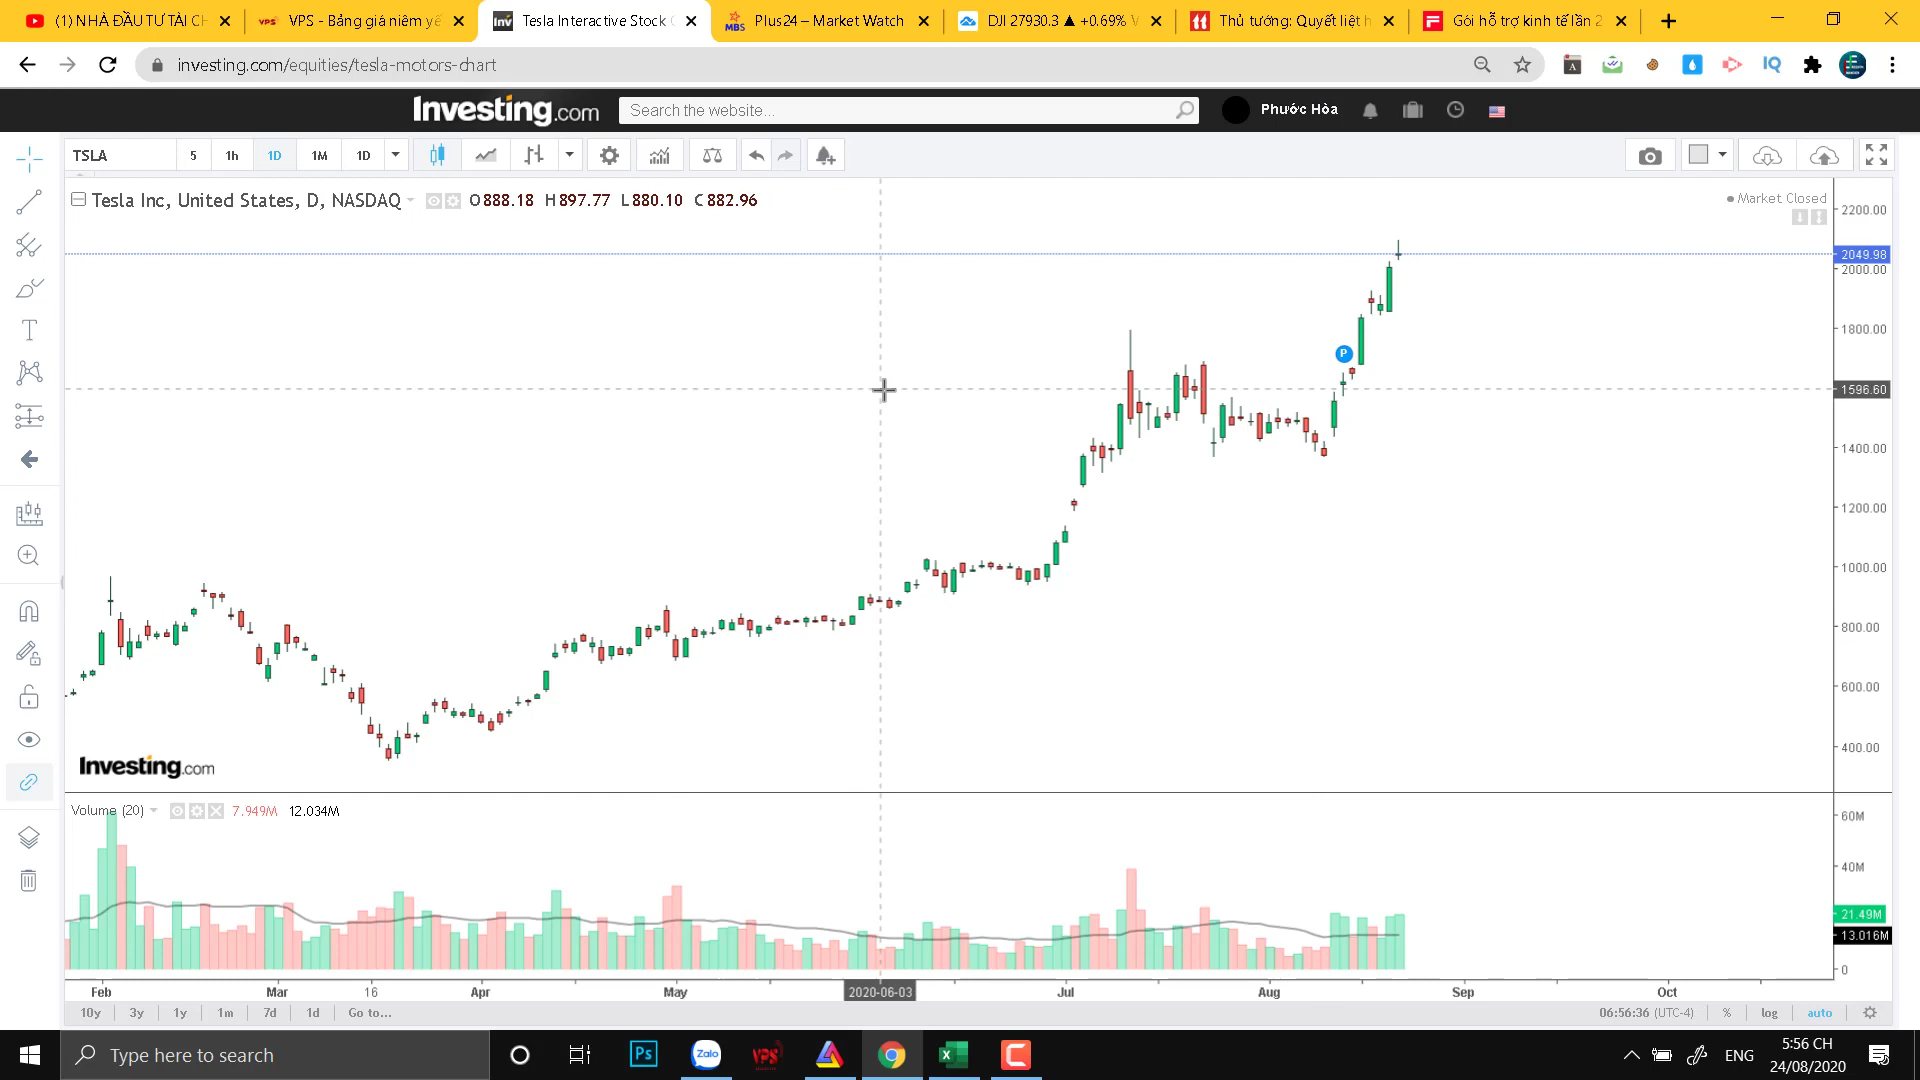 (1) NHÀ ĐẦU TƯ TÀI CH
VPS - Bảng giá niêm yế
Tesla Interactive Stock C
Plus24 – Market Watch
DJI 27930.3 ▲ +0.69% V
Thủ tướng: Quyết liệt h
Gói hỗ trợ kinh tế lần 2
investing.com/equities/tesla-motors-chart
Investing.com
Search the website...
Phước Hòa
TSLA
5
1h
1D
1M
1D
Tesla Inc, United States, D, NASDAQ
O888.18 H897.77 L880.10 C882.96
Market Closed
2200.00
2049.98
2000.00
1800.00
P
1596.60
1400.00
1200.00
1000.00
800.00
600.00
400.00
Investing.com
Volume (20)
7.949M
12.034M
60M
40M
21.49M
13.016M
0
Feb
Mar
16
Apr
May
2020-06-03
Jul
Aug
Sep
Oct
10y
3y
1y
1m
7d
1d
Go to...
06:56:36 (UTC-4)
%
log
auto
Type here to search
Ps
Zalo
VPS
ENG
5:56 CH
24/08/2020